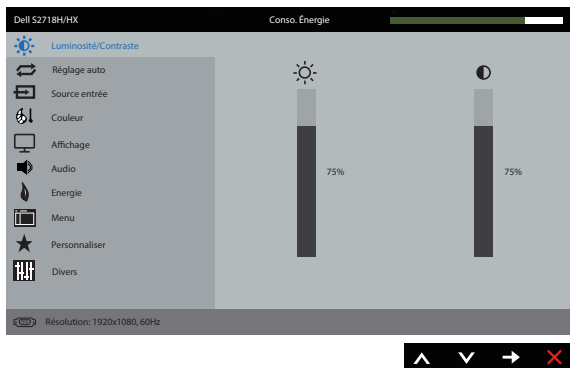 Dell S2718H/HX
Conso. Énergie
Luminosité/Contraste
Réglage auto
Source entrée
Couleur
Affichage
Audio
Energie
Menu
Personnaliser
Divers
75%
75%
Résolution: 1920x1080, 60Hz